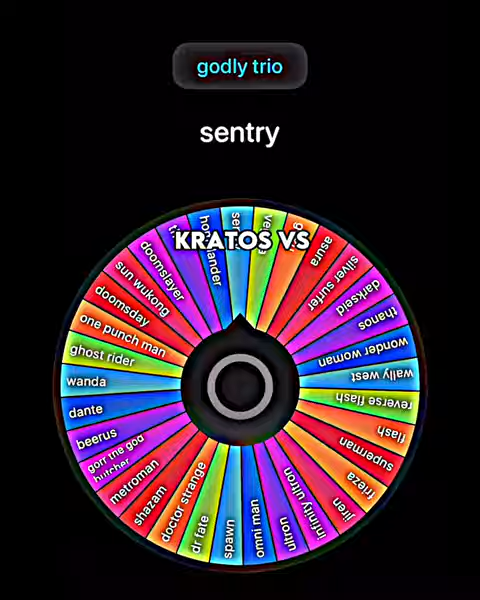 godly trio
sentry
KRATOS VS
asura
silver surfer
darkseid
thanos
wonder woman
wally west
reverse flash
flash
superman
frieza
jiren
infinity ultron
ultron
omni man
spawn
dr fate
doctor strange
shazam
metroman
gorr the god
butcher
beerus
dante
wanda
ghost rider
one punch man
doomsday
sun wukong
doomslayer